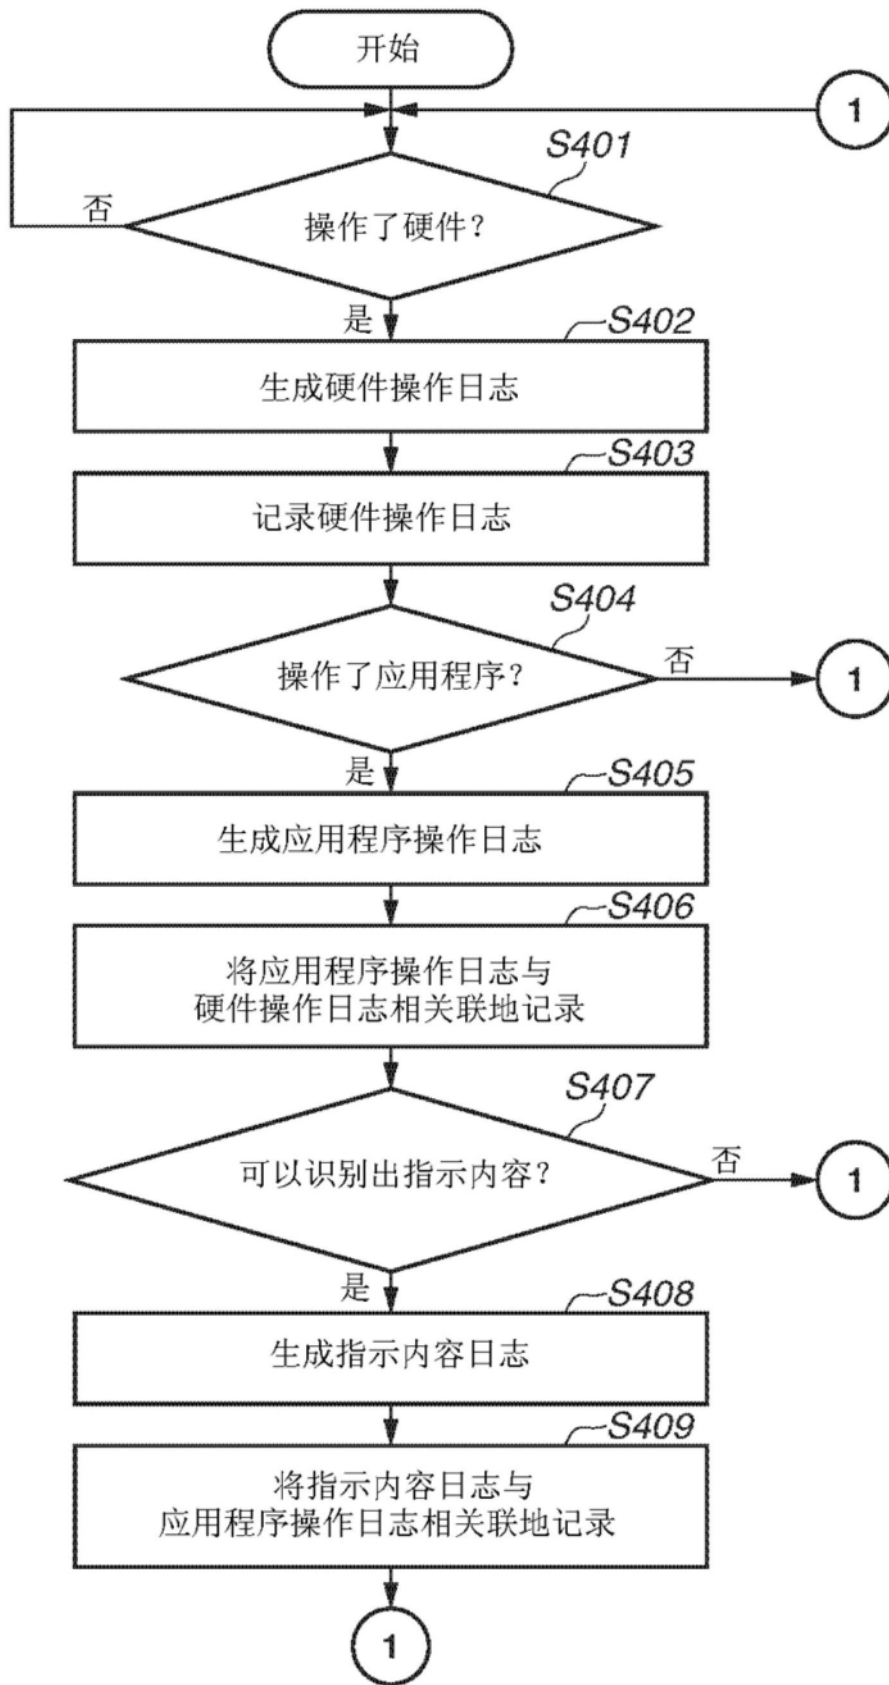 开始
1
S401
否
操作了硬件?
是
S402
生成硬件操作日志
S403
记录硬件操作日志
S404
操作了应用程序?
否
1
是
S405
生成应用程序操作日志
S406
将应用程序操作日志与
硬件操作日志相关联地记录
S407
可以识别出指示内容?
否
1
是
S408
生成指示内容日志
S409
将指示内容日志与
应用程序操作日志相关联地记录
1